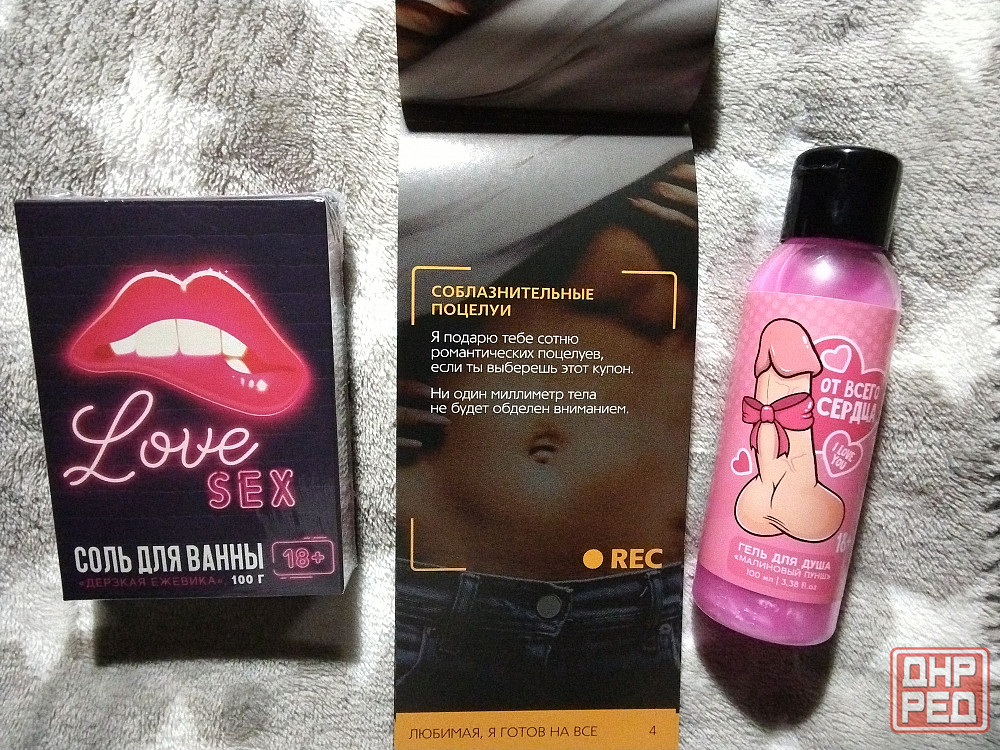 Love
SEX
СОЛЬ ДЛЯ ВАННЫ
18+
«ДЕРЗКАЯ ЕЖЕВИКА»
100 Г
СОБЛАЗНИТЕЛЬНЫЕ
ПОЦЕЛУИ
Я подарю тебе сотню
романтических поцелуев,
если ты выберешь этот купон.
Ни один миллиметр тела
не будет обделен вниманием.
REC
ЛЮБИМАЯ, Я ГОТОВ НА ВСЕ
4
ОТ ВСЕГО
СЕРДЦА
I LOVE
YOU
18+
ГЕЛЬ ДЛЯ ДУША
«МАЛИНОВЫЙ ПУНШ»
100 мл | 3,38 fl.oz
ДНР
РЕД